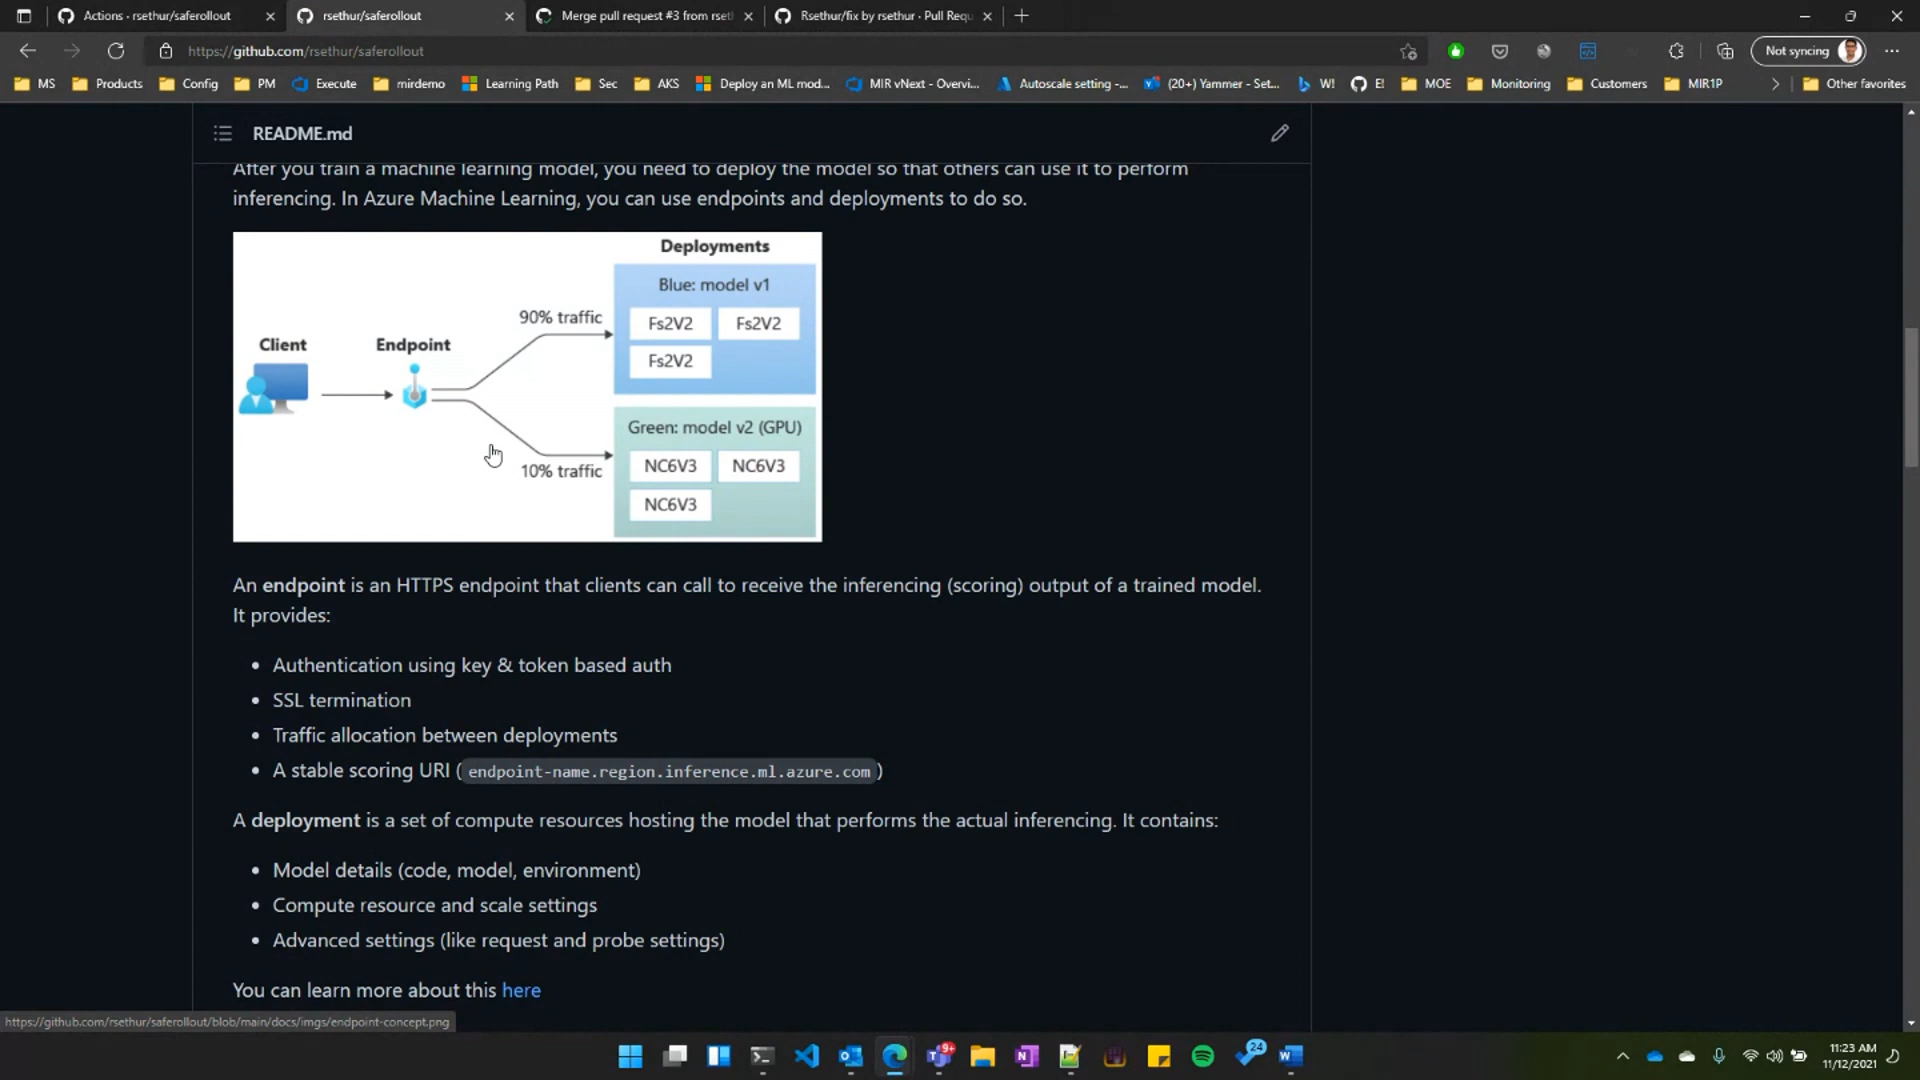 Actions · rsethur/saferollout
rsethur/saferollout
Merge pull request #3 from rset
Rsethur/fix by rsethur · Pull Requ
https://github.com/rsethur/saferollout
Not syncing
MS
Products
Config
PM
Execute
mirdemo
Learning Path
Sec
AKS
Deploy an ML mod...
MIR vNext - Overvi...
Autoscale setting -...
(20+) Yammer - Set...
W!
E!
MOE
Monitoring
Customers
MIR1P
Other favorites
README.md
After you train a machine learning model, you need to deploy the model so that others can use it to perform
inferencing. In Azure Machine Learning, you can use endpoints and deployments to do so.
Deployments
Blue: model v1
90% traffic
Fs2V2
Fs2V2
Fs2V2
Client
Endpoint
Green: model v2 (GPU)
10% traffic
NC6V3
NC6V3
NC6V3
An endpoint is an HTTPS endpoint that clients can call to receive the inferencing (scoring) output of a trained model.
It provides:
• Authentication using key & token based auth
• SSL termination
• Traffic allocation between deployments
• A stable scoring URI ( endpoint-name.region.inference.ml.azure.com )
A deployment is a set of compute resources hosting the model that performs the actual inferencing. It contains:
• Model details (code, model, environment)
• Compute resource and scale settings
• Advanced settings (like request and probe settings)
You can learn more about this here
https://github.com/rsethur/saferollout/blob/main/docs/imgs/endpoint-concept.png
9+
24
11:23 AM
11/12/2021